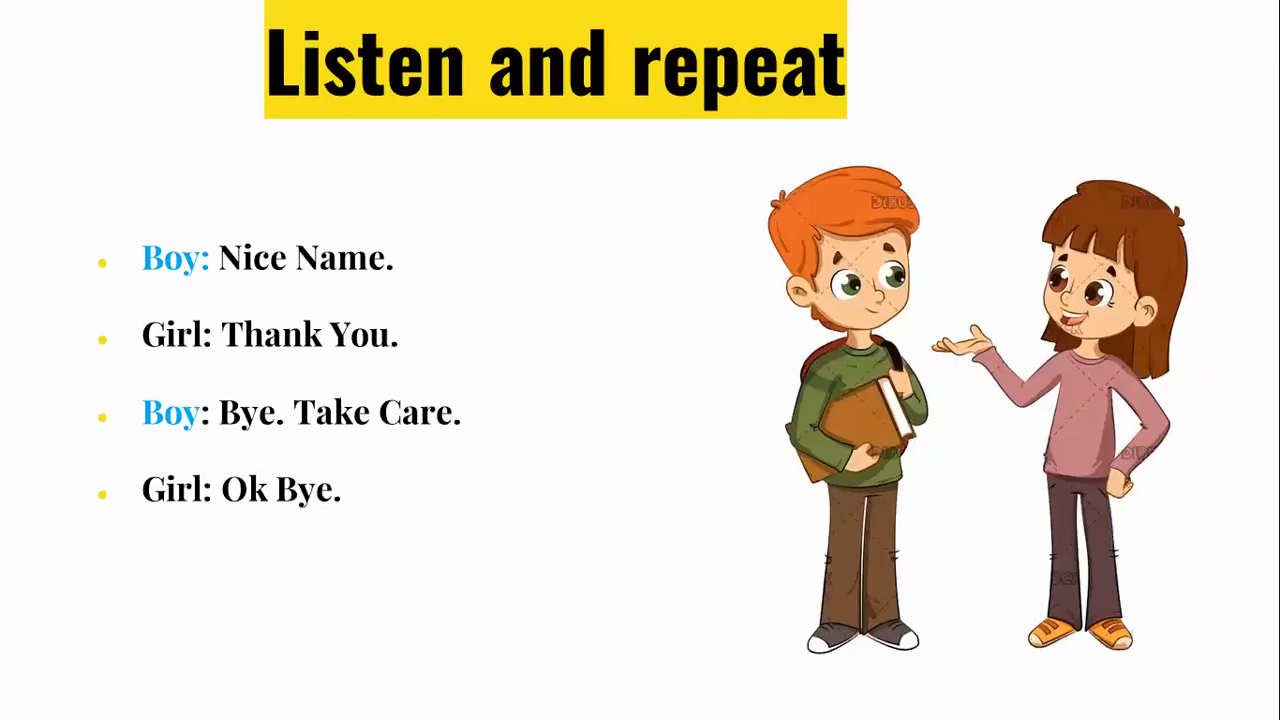 Listen and repeat
Boy: Nice Name.
Girl: Thank You.
Boy: Bye. Take Care.
Girl: Ok Bye.